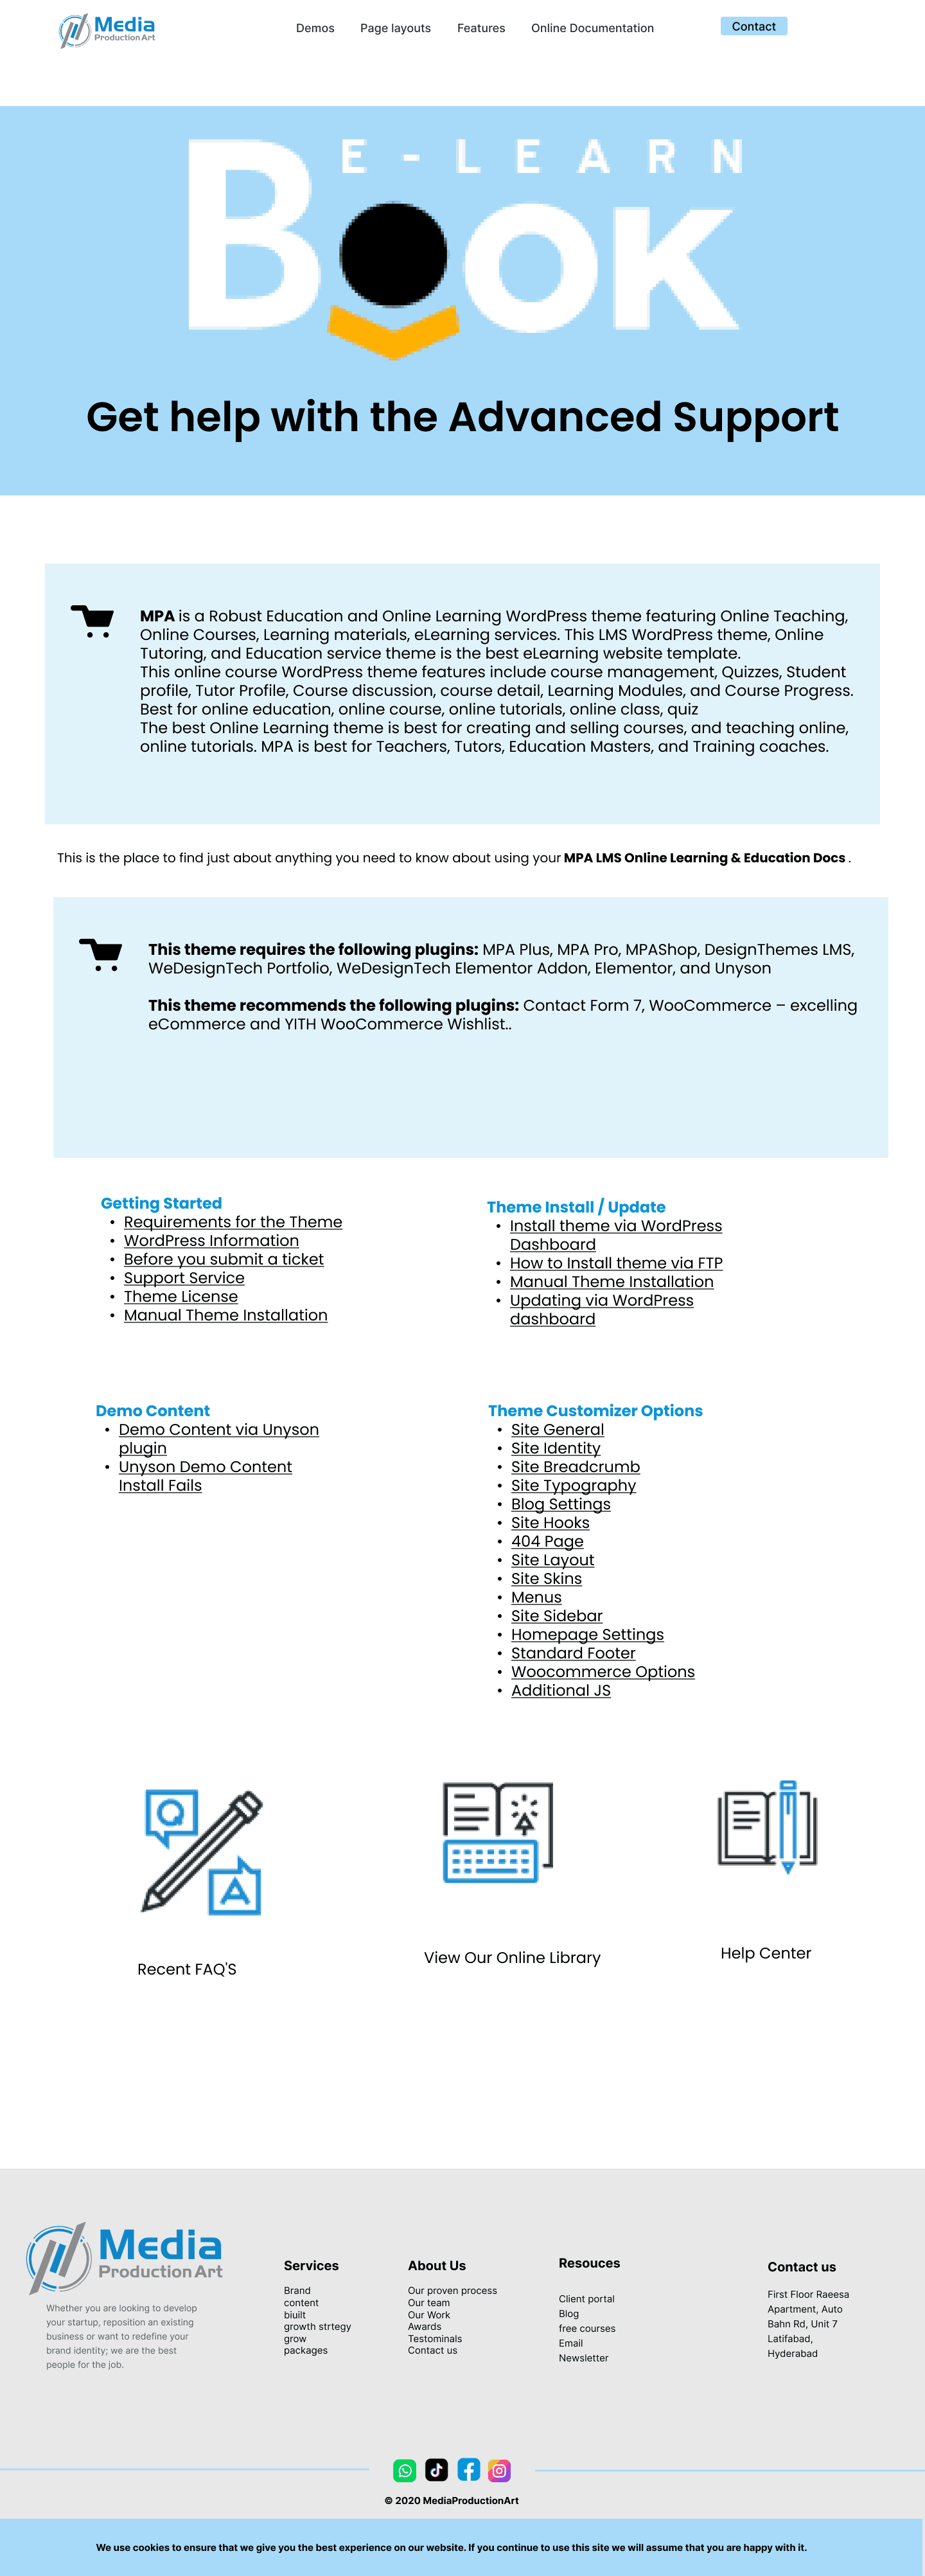 Media
Production Art
Demos
Page layouts
Features
Online Documentation
Contact
E-LEARN
BOOK
Get help with the Advanced Support
MPA is a Robust Education and Online Learning WordPress theme featuring Online Teaching,
Online Courses, Learning materials, eLearning services. This LMS WordPress theme, Online
Tutoring, and Education service theme is the best eLearning website template.
This online course WordPress theme features include course management, Quizzes, Student
profile, Tutor Profile, Course discussion, course detail, Learning Modules, and Course Progress.
Best for online education, online course, online tutorials, online class, quiz
The best Online Learning theme is best for creating and selling courses, and teaching online,
online tutorials. MPA is best for Teachers, Tutors, Education Masters, and Training coaches.
This is the place to find just about anything you need to know about using your MPA LMS Online Learning & Education Docs .
This theme requires the following plugins: MPA Plus, MPA Pro, MPAShop, DesignThemes LMS,
WeDesignTech Portfolio, WeDesignTech Elementor Addon, Elementor, and Unyson
This theme recommends the following plugins: Contact Form 7, WooCommerce – excelling
eCommerce and YITH WooCommerce Wishlist..
Getting Started
• Requirements for the Theme
• WordPress Information
• Before you submit a ticket
• Support Service
• Theme License
• Manual Theme Installation
Theme Install / Update
• Install theme via WordPress
Dashboard
• How to Install theme via FTP
• Manual Theme Installation
• Updating via WordPress
dashboard
Demo Content
• Demo Content via Unyson
plugin
• Unyson Demo Content
Install Fails
Theme Customizer Options
• Site General
• Site Identity
• Site Breadcrumb
• Site Typography
• Blog Settings
• Site Hooks
• 404 Page
• Site Layout
• Site Skins
• Menus
• Site Sidebar
• Homepage Settings
• Standard Footer
• Woocommerce Options
• Additional JS
Q
A
Recent FAQ'S
View Our Online Library
Help Center
Media
Production Art
Whether you are looking to develop
your startup, reposition an existing
business or want to redefine your
brand identity; we are the best
people for the job.
Services
Brand
content
biuilt
growth strtegy
grow
packages
About Us
Our proven process
Our team
Our Work
Awards
Testominals
Contact us
Resouces
Client portal
Blog
free courses
Email
Newsletter
Contact us
First Floor Raeesa
Apartment, Auto
Bahn Rd, Unit 7
Latifabad,
Hyderabad
© 2020 MediaProductionArt
We use cookies to ensure that we give you the best experience on our website. If you continue to use this site we will assume that you are happy with it.